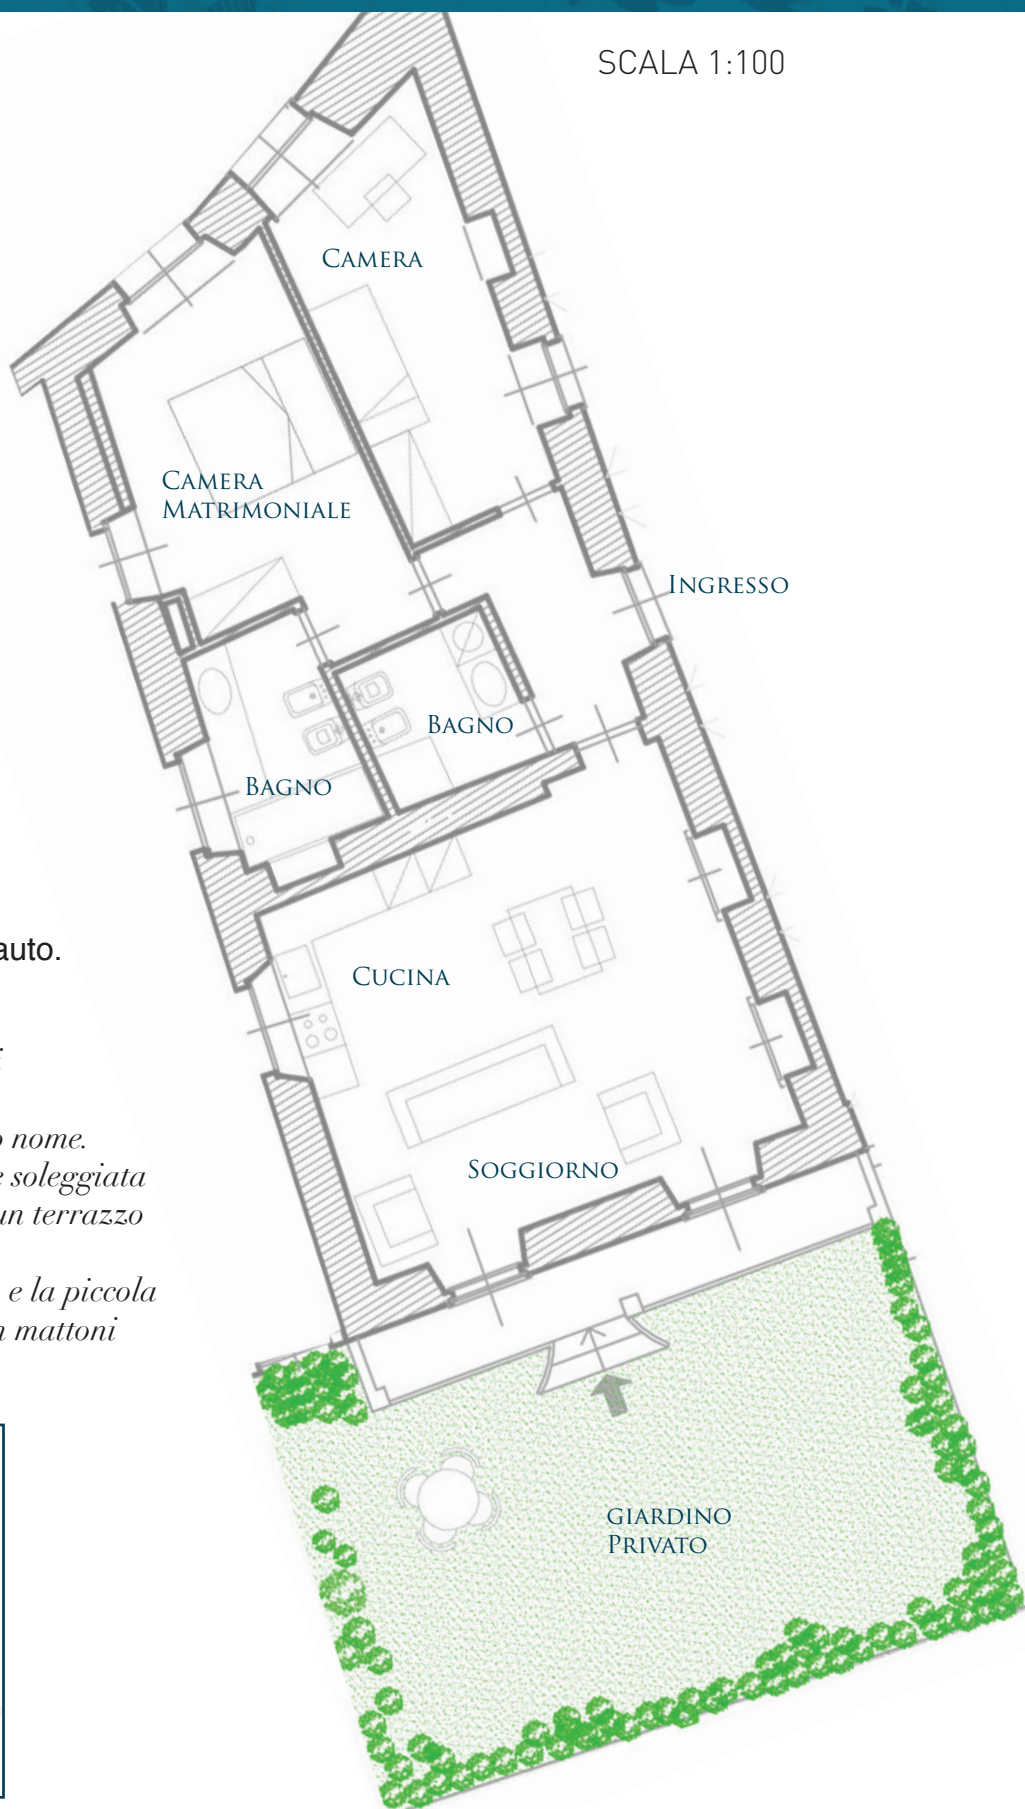 SCALA 1:100
Camera
Camera
Matrimoniale
Ingresso
Bagno
Bagno
auto.
Cucina
nome.
soleggiata
Soggiorno
un terrazzo
e la piccola
mattoni
giardino
Privato